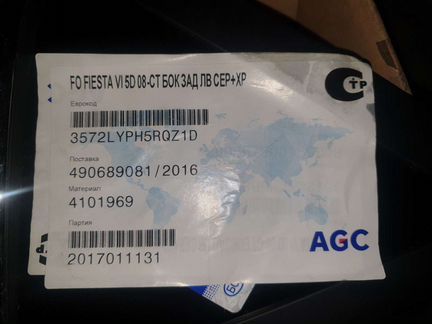 FO FIESTA VI 5D 08-СТ БОК ЗАД ЛВ СЕР+ХР
Еврокод
3572LYPH5RQZ1D
Поставка
490689081/2016
Материал
4101969
Партия
2017011131
AGC